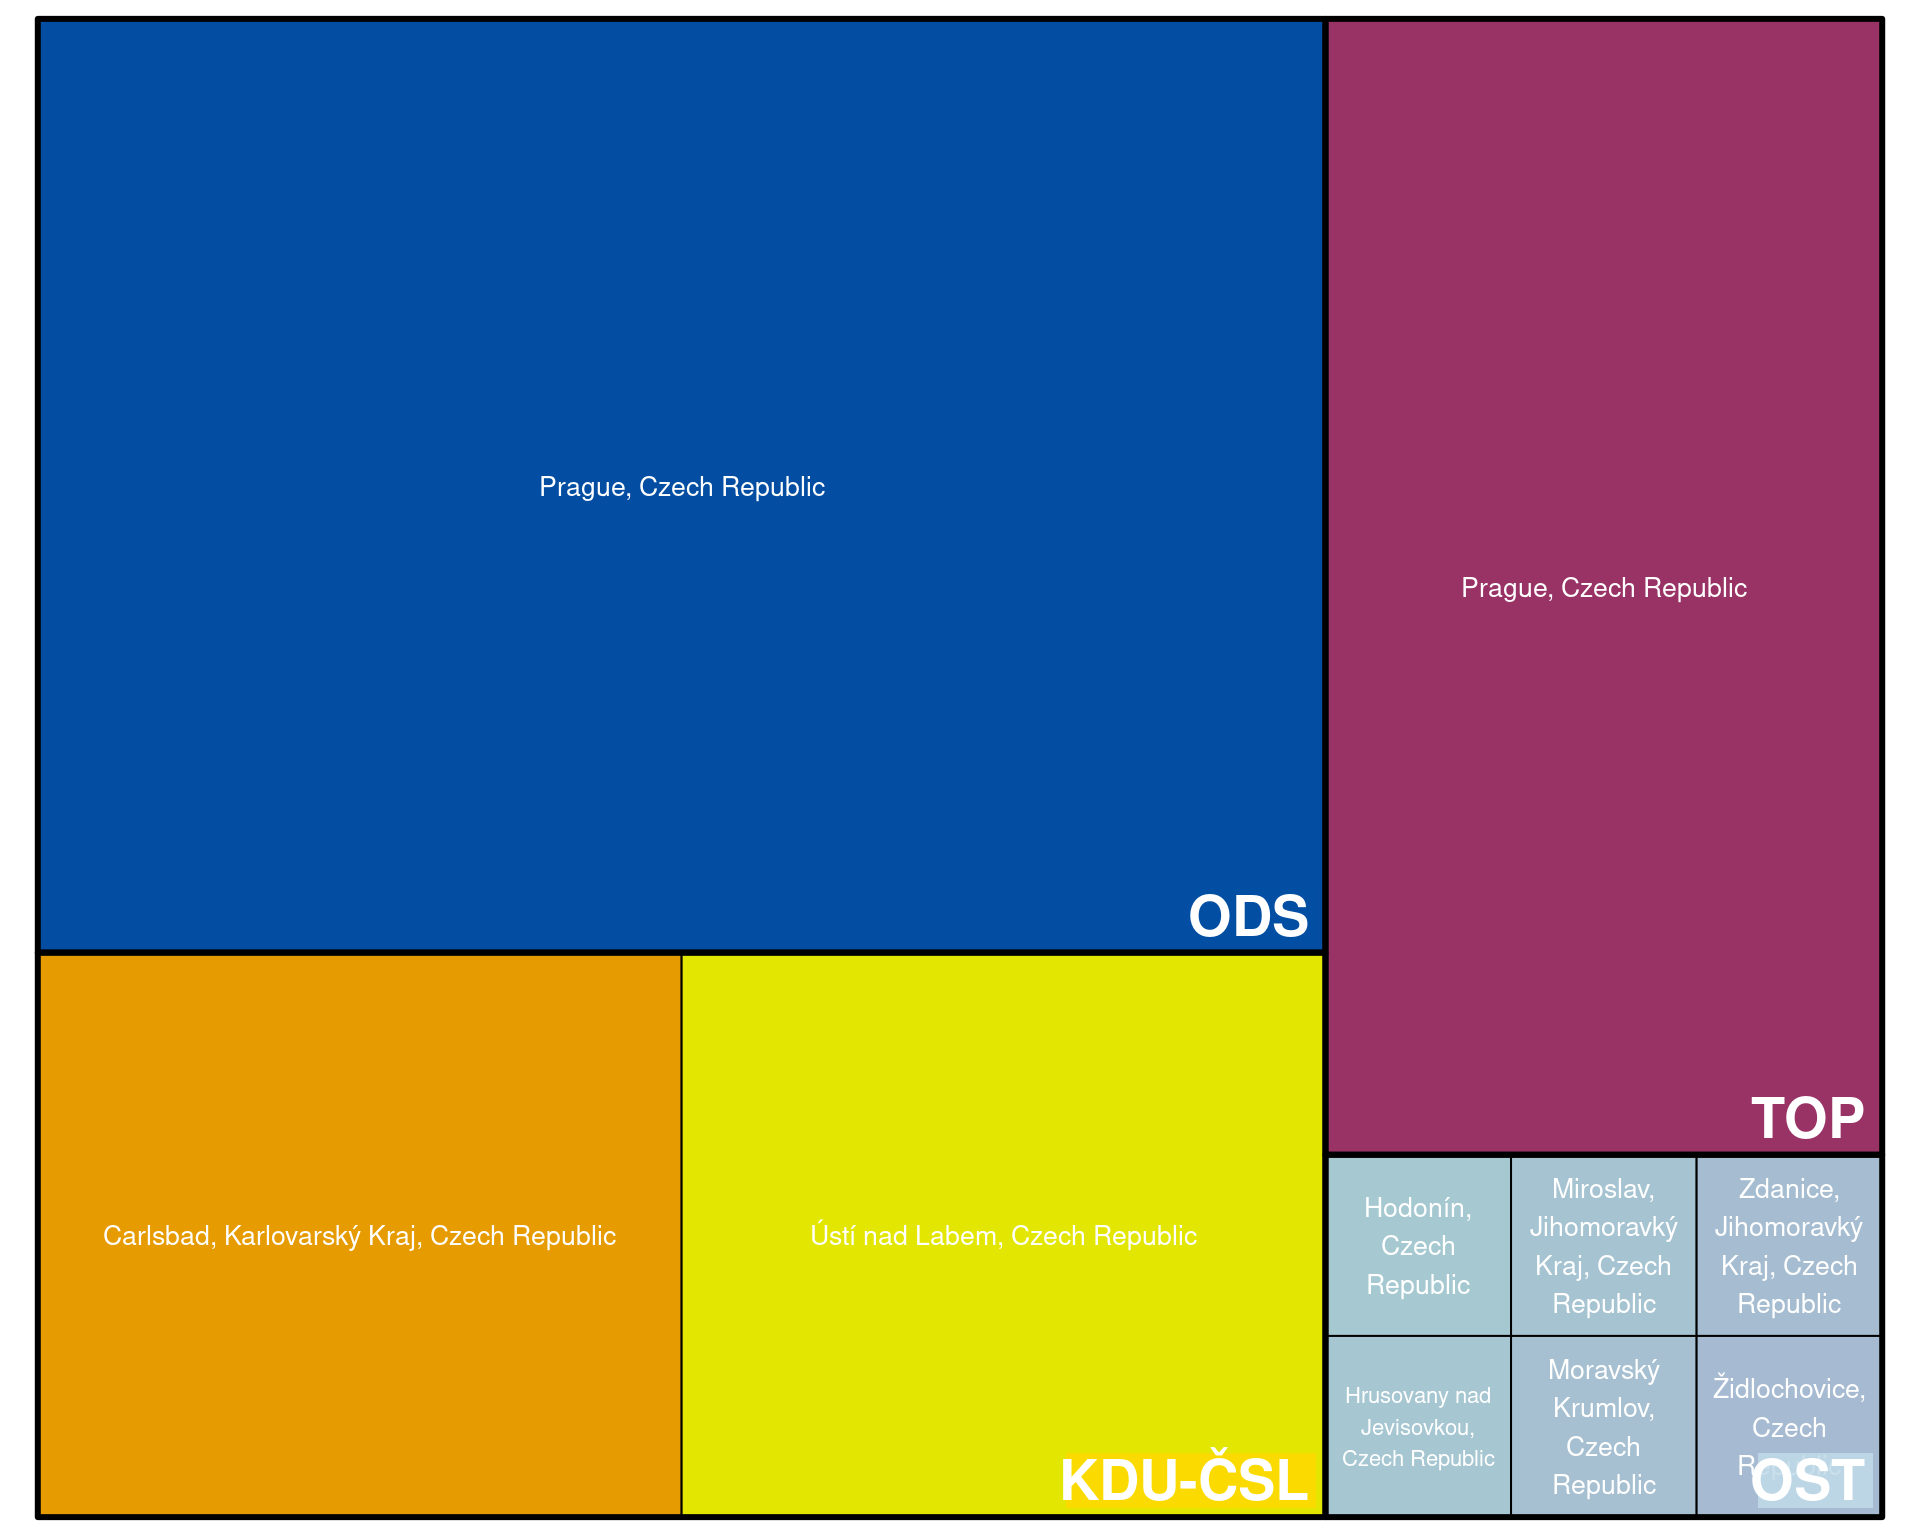 Prague, Czech Republic
ODS
Prague, Czech Republic
TOP
Carlsbad, Karlovarský Kraj, Czech Republic
Ústí nad Labem, Czech Republic
KDU-ČSL
Hodonín,
Czech
Republic
Miroslav,
Jihomoravký
Kraj, Czech
Republic
Zdanice,
Jihomoravký
Kraj, Czech
Republic
Hrusovany nad
Jevisovkou,
Czech Republic
Moravský
Krumlov,
Czech
Republic
Židlochovice,
Czech
Republic
OST